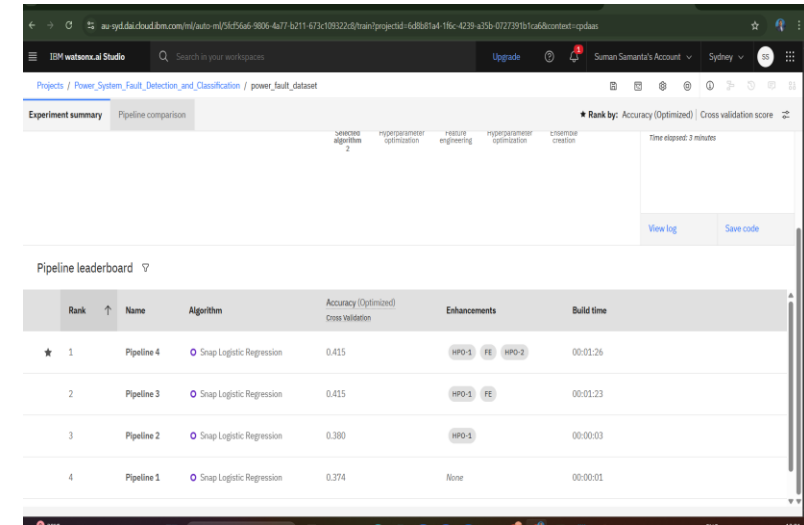 au-syd.dai.cloud.ibm.com/ml/auto-ml/5fcf56a6-9806-4a77-b211-673c109322c8/train?projectid=6d8b81a4-1f6c-4239-a35b-0727391b1ca6&context=cpdaas
IBM watsonx.ai Studio Search in your workspaces Upgrade 1 Suman Samanta's Account Sydney SS
Projects / Power_System_Fault_Detection_and_Classification / power_fault_dataset
Experiment summary Pipeline comparison ★ Rank by: Accuracy (Optimized) | Cross validation score
Selected algorithm 2 Hyperparameter optimization Feature engineering Hyperparameter optimization Ensemble creation
Time elapsed: 3 minutes
View log Save code
Pipeline leaderboard
Rank ↑ Name Algorithm Accuracy (Optimized) Cross Validation Enhancements Build time
★ 1 Pipeline 4 Snap Logistic Regression 0.415 HPO-1 FE HPO-2 00:01:26
2 Pipeline 3 Snap Logistic Regression 0.415 HPO-1 FE 00:01:23
3 Pipeline 2 Snap Logistic Regression 0.380 HPO-1 00:00:03
4 Pipeline 1 Snap Logistic Regression 0.374 None 00:00:01